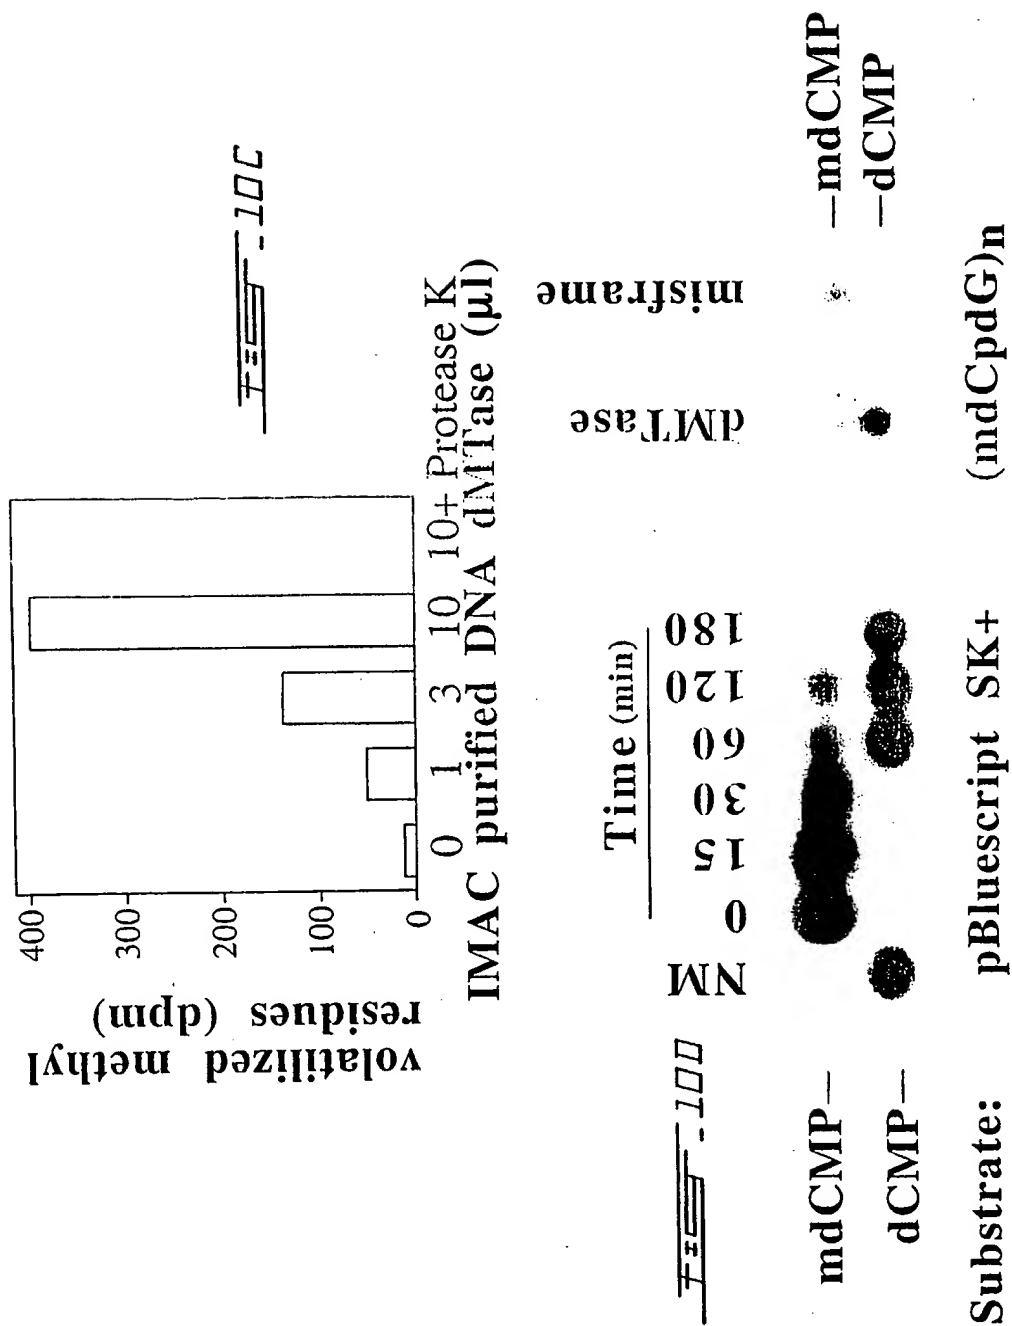 Fig-10C
volatilized methyl
residues (dpm)
400
300
200
100
0
0 1 3 10 10+Protease K
IMAC purified DNA dMTase (µl)
Fig-10D
Time (min)
NM 0 15 30 60 120 180
dMTase misframe
mdCMP— —mdCMP
dCMP— —dCMP
Substrate: pBluescript SK+ (mdCpdG)n